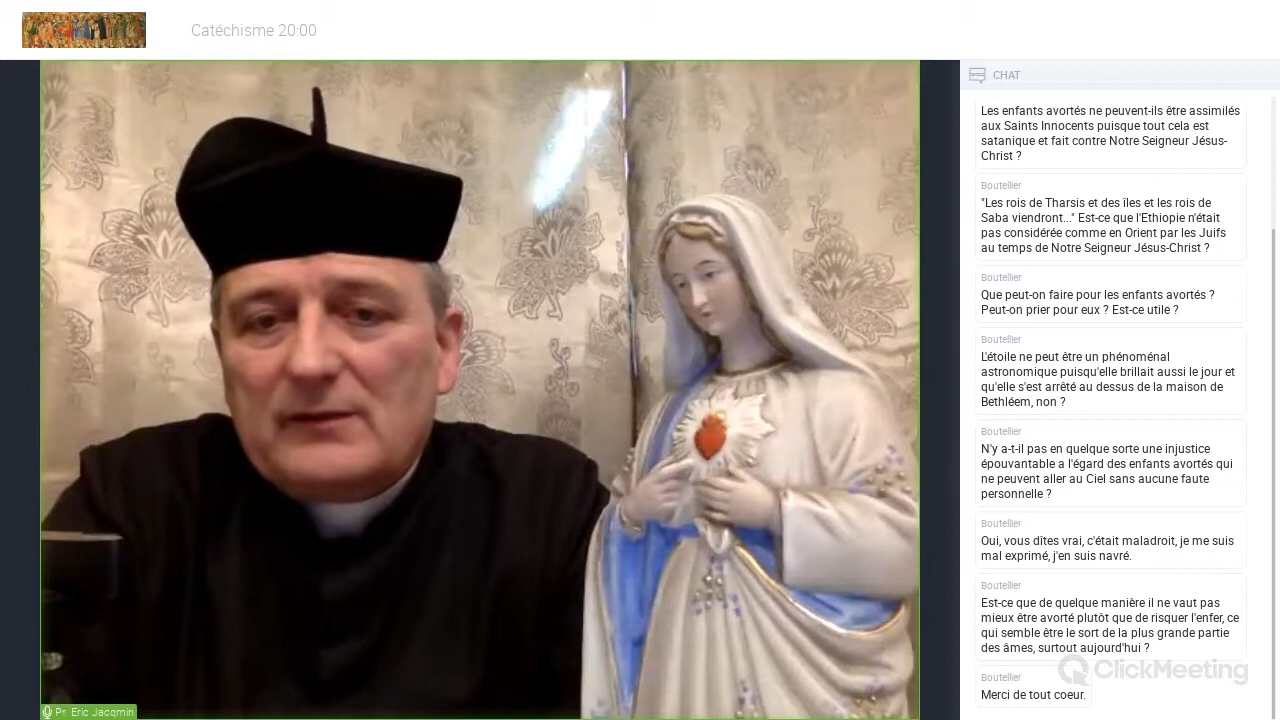 Catéchisme 20:00
CHAT
Les enfants avortés ne peuvent-ils être assimilés
aux Saints Innocents puisque tout cela est
satanique et fait contre Notre Seigneur Jésus-
Christ ?
Boutellier
"Les rois de Tharsis et des îles et les rois de
Saba viendront..." Est-ce que l'Ethiopie n'était
pas considérée comme en Orient par les Juifs
au temps de Notre Seigneur Jésus-Christ ?
Boutellier
Que peut-on faire pour les enfants avortés ?
Peut-on prier pour eux ? Est-ce utile ?
Boutellier
L'étoile ne peut être un phénoménal
astronomique puisqu'elle brillait aussi le jour et
qu'elle s'est arrêté au dessus de la maison de
Bethléem, non ?
Boutellier
N'y a-t-il pas en quelque sorte une injustice
épouvantable a l'égard des enfants avortés qui
ne peuvent aller au Ciel sans aucune faute
personnelle ?
Boutellier
Oui, vous dîtes vrai, c'était maladroit, je me suis
mal exprimé, j'en suis navré.
Boutellier
Est-ce que de quelque manière il ne vaut pas
mieux être avorté plutôt que de risquer l'enfer, ce
qui semble être le sort de la plus grande partie
des âmes, surtout aujourd'hui ?
ClickMeeting
Boutellier
Merci de tout coeur.
Pr. Eric Jacqmin